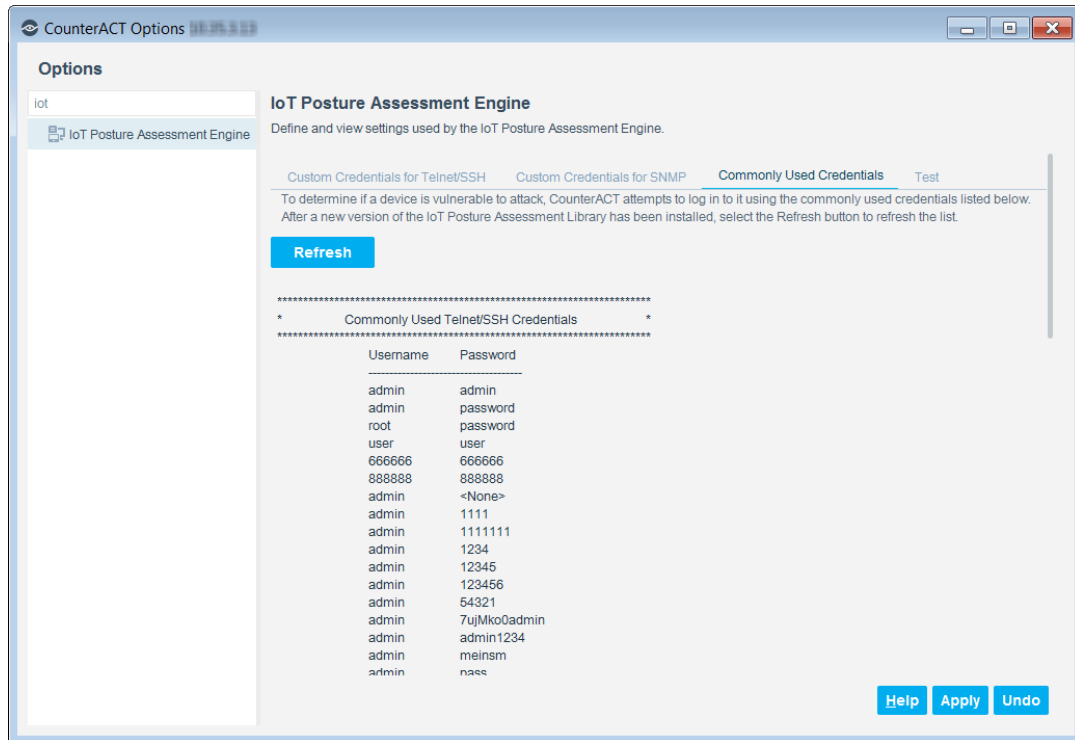 CounterACT Options
Options
iot
IoT Posture Assessment Engine
IoT Posture Assessment Engine
Define and view settings used by the IoT Posture Assessment Engine.
Custom Credentials for Telnet/SSH Custom Credentials for SNMP Commonly Used Credentials Test
To determine if a device is vulnerable to attack, CounterACT attempts to log in to it using the commonly used credentials listed below.
After a new version of the IoT Posture Assessment Library has been installed, select the Refresh button to refresh the list.
Refresh
************************************************************************
* Commonly Used Telnet/SSH Credentials *
************************************************************************
Username Password
-------------------------------------
admin admin
admin password
root password
user user
666666 666666
888888 888888
admin <None>
admin 1111
admin 1111111
admin 1234
admin 12345
admin 123456
admin 54321
admin 7ujMko0admin
admin admin1234
admin meinsm
admin pass
Help Apply Undo